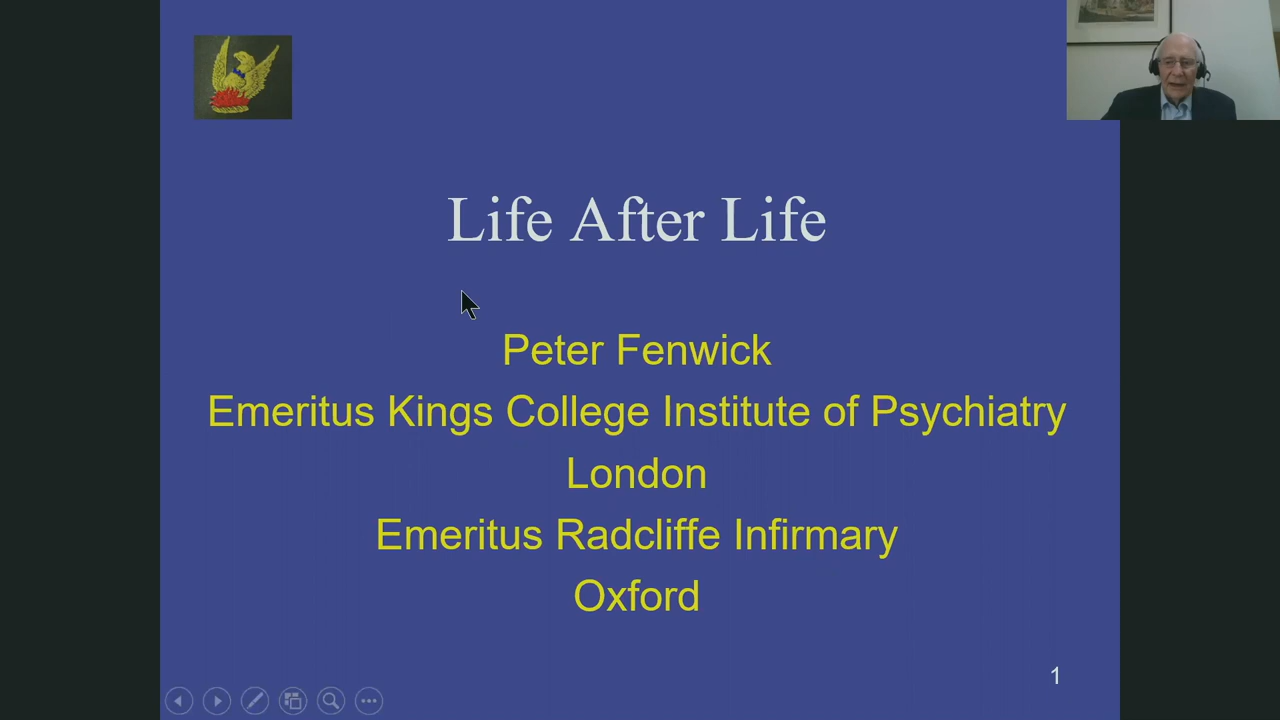 Life After Life
Peter Fenwick
Emeritus Kings College Institute of Psychiatry
London
Emeritus Radcliffe Infirmary
Oxford
1